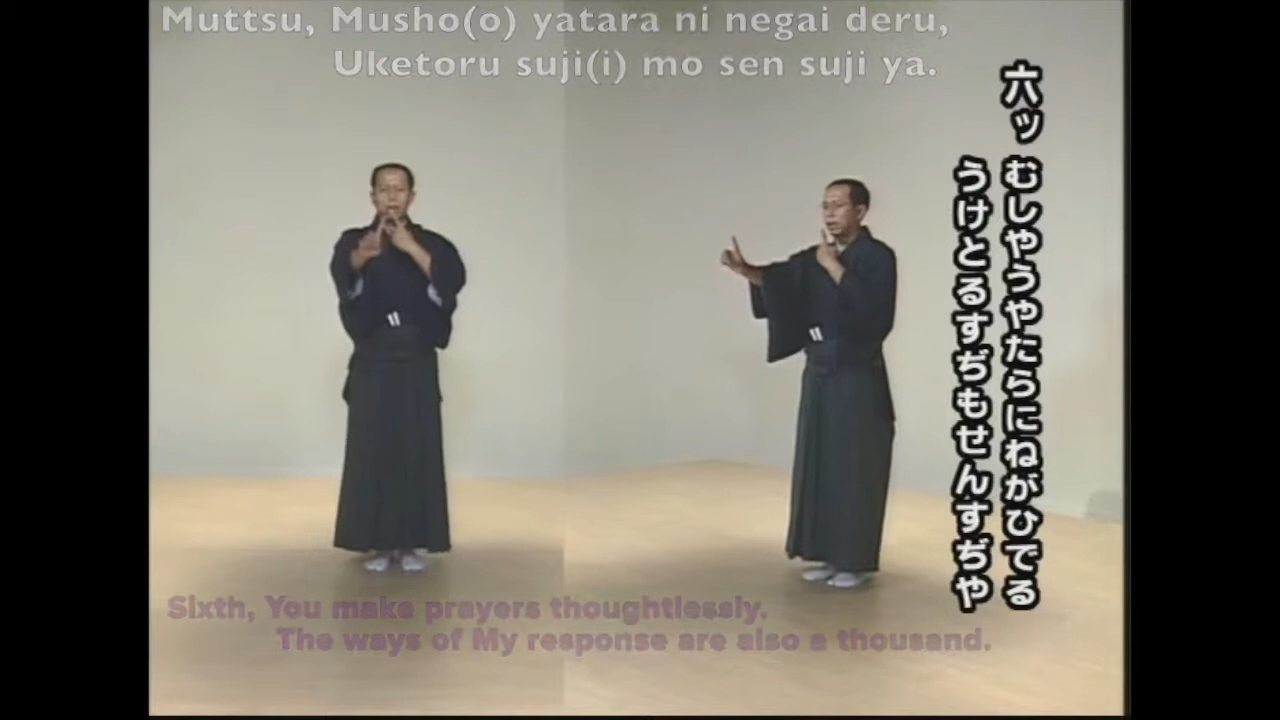 Muttsu, Musho(o) yatara ni negai deru,
Uketoru suji(i) mo sen suji ya.
六ッ むしやうやたらにねがひでる
うけとるすぢもせんすぢや
Sixth, You make prayers thoughtlessly.
The ways of My response are also a thousand.